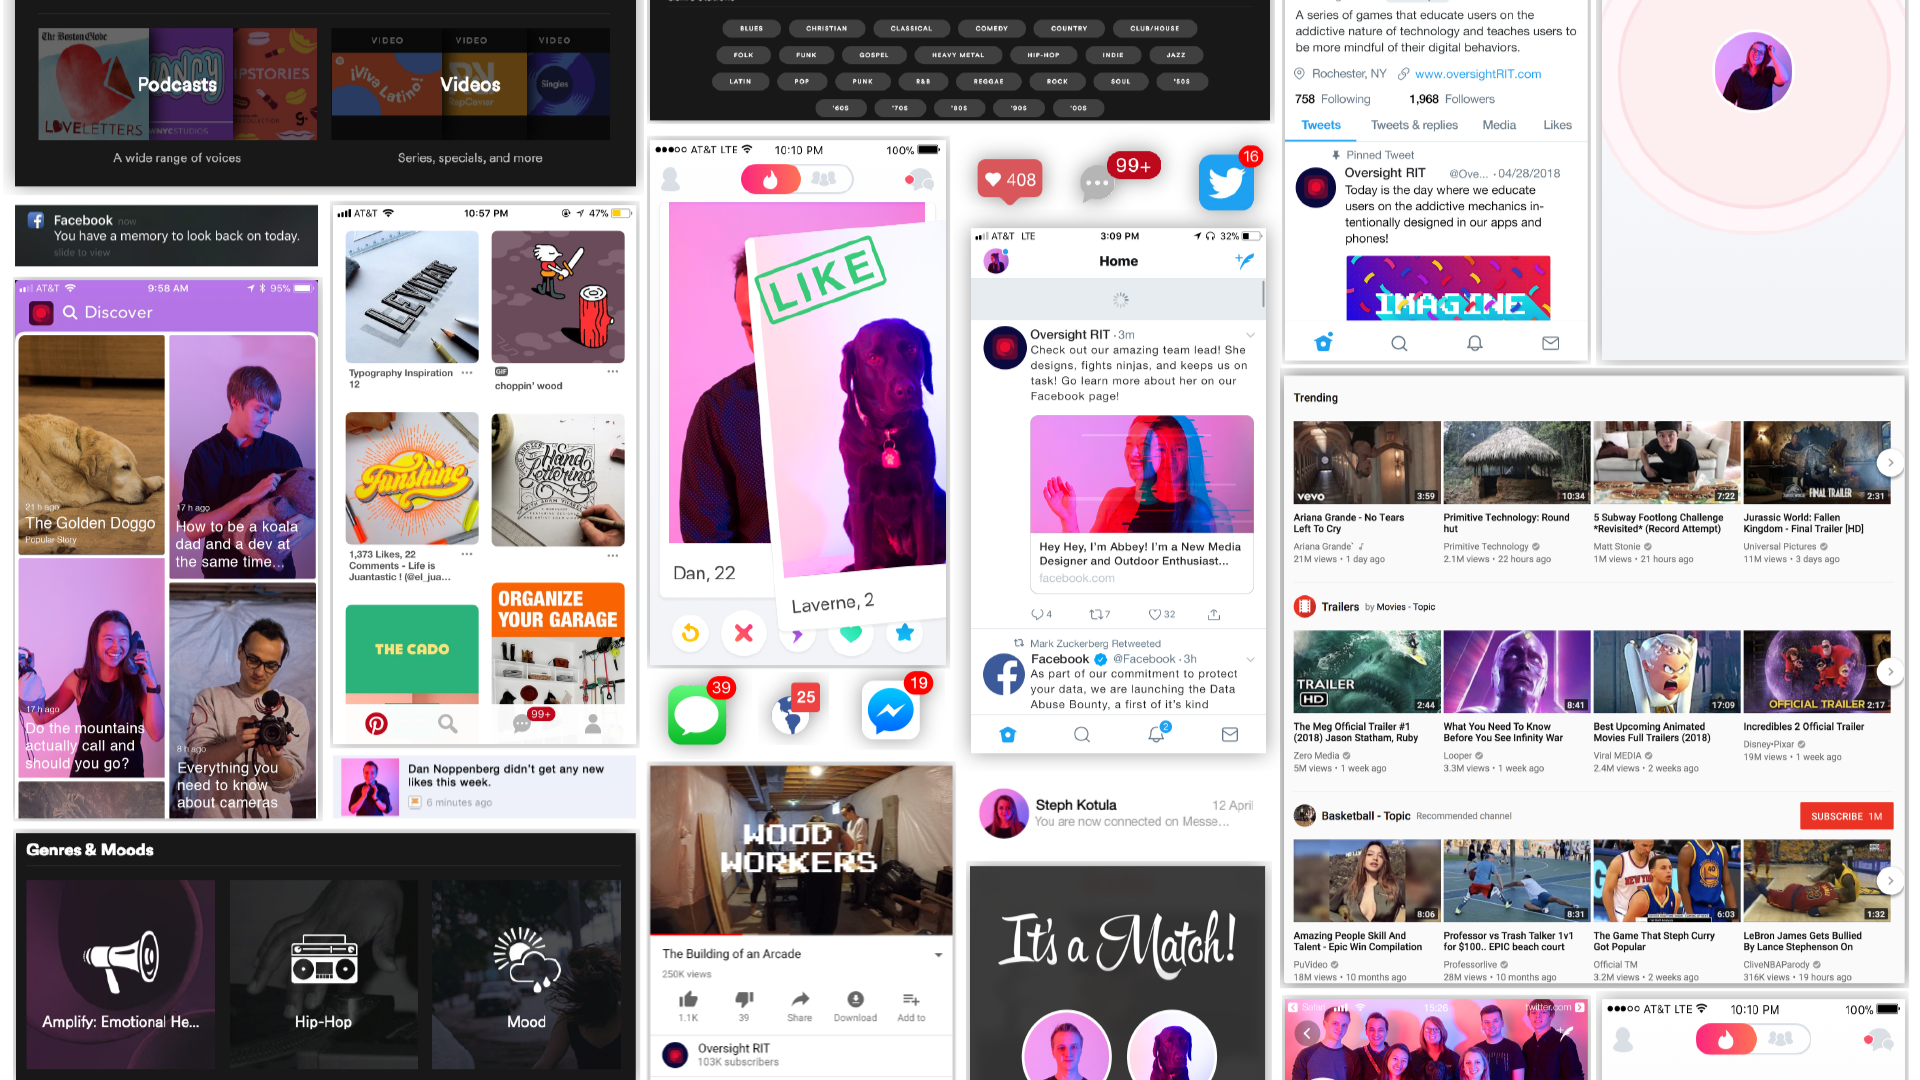 The Boston Globe
Podcasts
IPSTORIES
LOVELETTERS
WNYCSTUDIOS
A wide range of voices
VIDEO
VIDEO
VIDEO
¡Viva Latino!
Videos
RapCaviar
Singles
Series, specials, and more
BLUES
CHRISTIAN
CLASSICAL
COMEDY
COUNTRY
CLUB/HOUSE
FOLK
FUNK
GOSPEL
HEAVY METAL
HIP-HOP
INDIE
JAZZ
LATIN
POP
PUNK
R&B
REGGAE
ROCK
SOUL
'50S
'60S
'70S
'80S
'90S
'00S
Facebook now
You have a memory to look back on today.
slide to view
AT&T
9:58 AM
95%
Discover
21 h ago
The Golden Doggo
Popular Story
17 h ago
How to be a koala
dad and a dev at
the same time...
17 h ago
Do the mountains
actually call and
should you go?
8 h ago
Everything you
need to know
about cameras
AT&T
10:57 PM
47%
Typography Inspiration
12
GIF
choppin' wood
Funshine
Hand
Lettering
1,373 Likes, 22
Comments - Life is
Juantastic ! (@el_jua...
THE CADO
ORGANIZE
YOUR GARAGE
99+
Dan Noppenberg didn't get any new
likes this week.
6 minutes ago
Genres & Moods
Amplify: Emotional He...
Hip-Hop
Mood
AT&T LTE
10:10 PM
100%
LIKE
Dan, 22
Laverne, 2
39
25
19
WOOD
WORKERS
The Building of an Arcade
250K views
1.1K
39
Share
Download
Add to
Oversight RIT
103K subscribers
408
99+
16
AT&T LTE
3:09 PM
32%
Home
Oversight RIT · 3m
Check out our amazing team lead! She
designs, fights ninjas, and keeps us on
task! Go learn more about her on our
Facebook page!
Hey Hey, I'm Abbey! I'm a New Media
Designer and Outdoor Enthusiast...
facebook.com
4
7
32
Mark Zuckerberg Retweeted
Facebook @Facebook · 3h
As part of our commitment to protect
your data, we are launching the Data
Abuse Bounty, a first of it's kind
2
Steph Kotula
12 April
You are now connected on Messe...
It's a Match!
A series of games that educate users on the
addictive nature of technology and teaches users to
be more mindful of their digital behaviors.
Rochester, NY
www.oversightRIT.com
758 Following
1,968 Followers
Tweets
Tweets & replies
Media
Likes
Pinned Tweet
Oversight RIT @Ove... · 04/28/2018
Today is the day where we educate
users on the addictive mechanics in-
tentionally designed in our apps and
phones!
IMAGINE
Trending
vevo
3:59
10:34
7:22
FINAL TRAILER
2:31
Ariana Grande - No Tears
Left To Cry
Ariana Grande
21M views • 1 day ago
Primitive Technology: Round
hut
Primitive Technology
2.1M views • 22 hours ago
5 Subway Footlong Challenge
*Revisited* (Record Attempt)
Matt Stonie
1M views • 21 hours ago
Jurassic World: Fallen
Kingdom - Final Trailer [HD]
Universal Pictures
11M views • 3 days ago
Trailers by Movies - Topic
TRAILER
HD
2:44
8:41
17:09
OFFICIAL TRAILER 2:17
The Meg Official Trailer #1
(2018) Jason Statham, Ruby
Zero Media
5M views • 1 week ago
What You Need To Know
Before You See Infinity War
Looper
3.3M views • 1 week ago
Best Upcoming Animated
Movies Full Trailers (2018)
Viral MEDIA
2.4M views • 2 weeks ago
Incredibles 2 Official Trailer
Disney•Pixar
19M views • 1 week ago
Basketball - Topic Recommended channel
SUBSCRIBE 1M
8:06
8:31
NEW YORK
6:03
1:32
Amazing People Skill And
Talent - Epic Win Compilation
PuVideo
18M views • 10 months ago
Professor vs Trash Talker 1v1
for $100.. EPIC beach court
Professorlive
28M views • 10 months ago
The Game That Steph Curry
Got Popular
Official TM
3.2M views • 2 weeks ago
LeBron James Gets Bullied
By Lance Stephenson On
CliveNBAParody
316K views • 19 hours ago
Safari
15:26
twitter.com
AT&T LTE
10:10 PM
100%